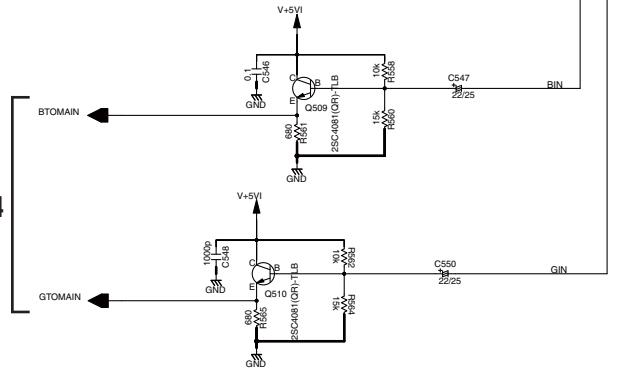 V+5VI
0.1
C546
GND
C
B
E
Q509
2SC4081(QR)-TLB
10k
R558
15k
R560
C547
22/25
BIN
BTOMAIN
680
R561
GND
V+5VI
1000p
C548
GND
C
B
E
Q510
2SC4081(QR)-TLB
R562
10k
R564
15k
C550
22/25
GIN
GTOMAIN
680
R565
GND